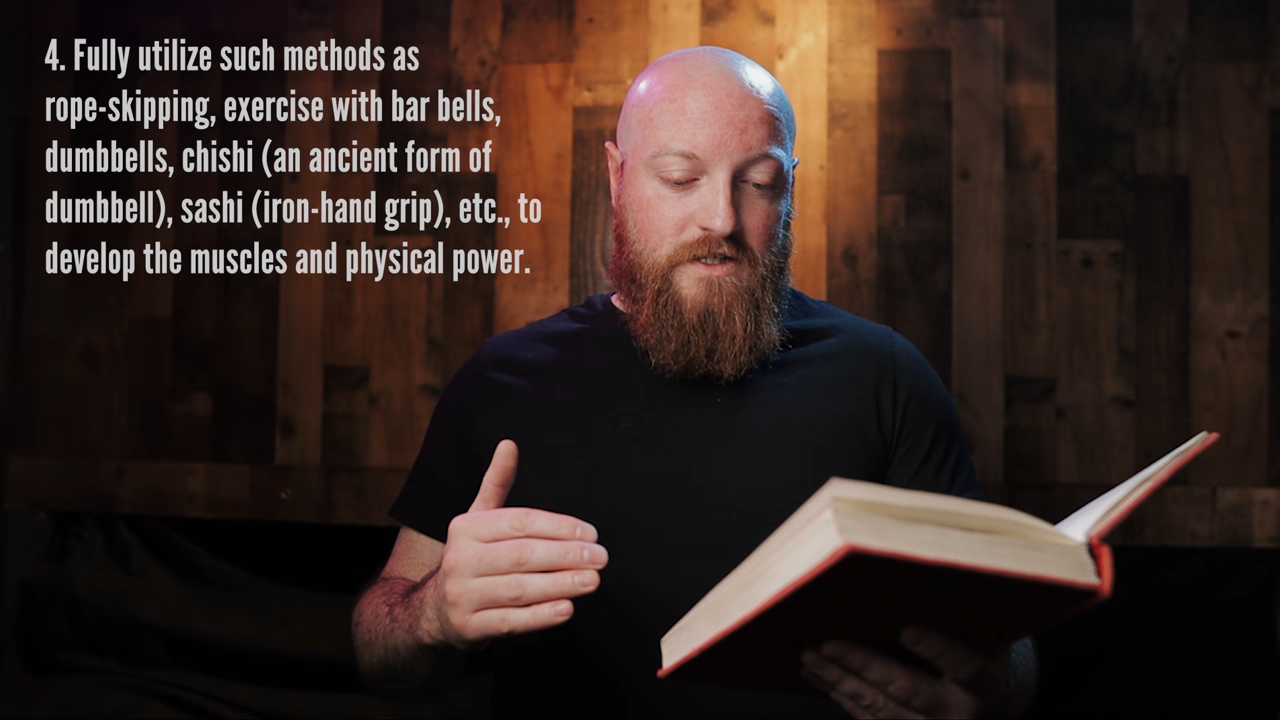 4. Fully utilize such methods as
rope-skipping, exercise with bar bells,
dumbbells, chishi (an ancient form of
dumbbell), sashi (iron-hand grip), etc., to
develop the muscles and physical power.